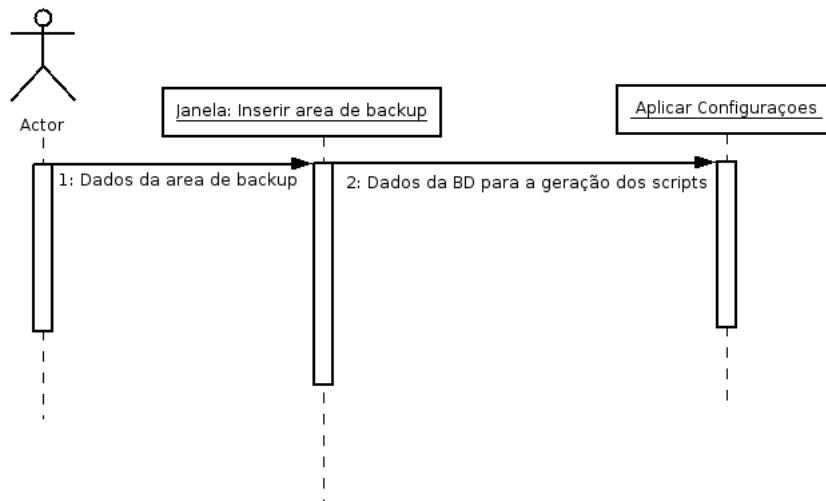 Actor
Janela: Inserir area de backup
Aplicar Configuraçoes
1: Dados da area de backup
2: Dados da BD para a geração dos scripts